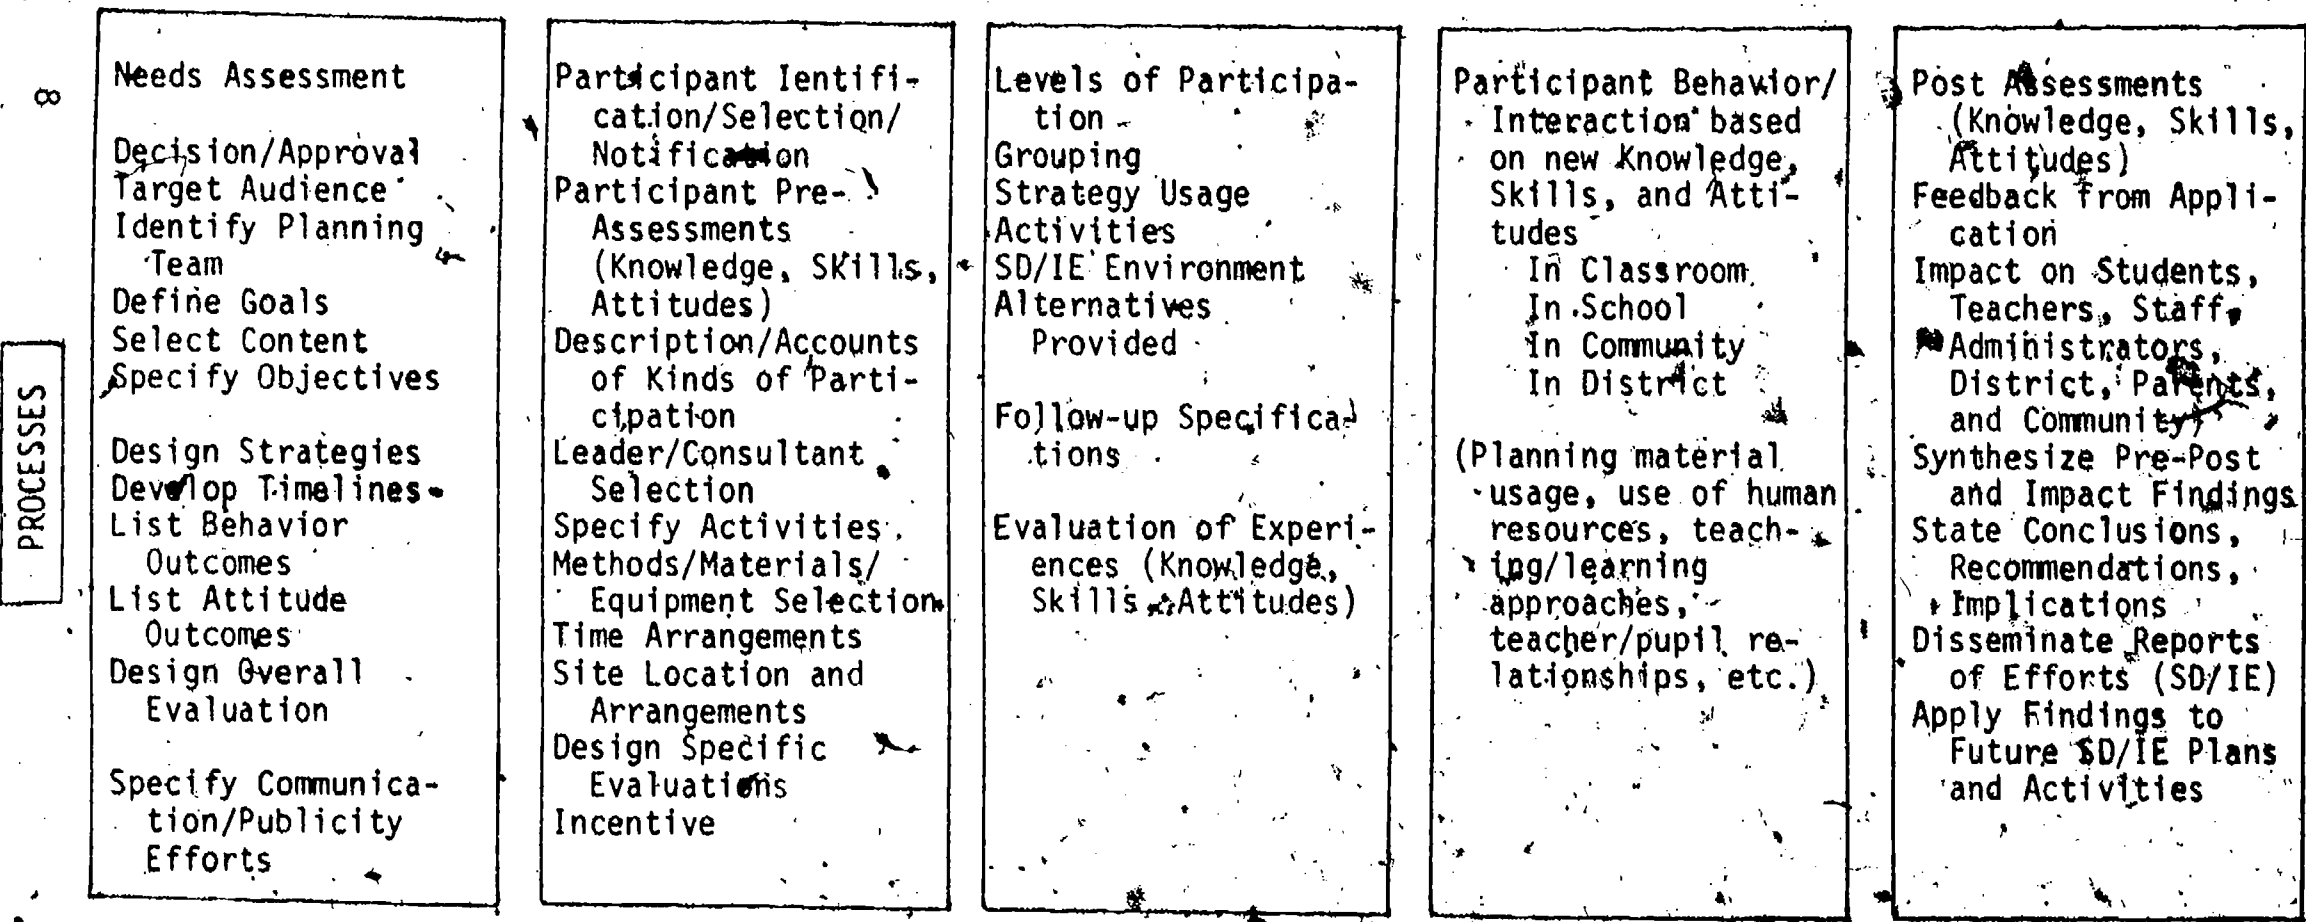 8
PROCESSES
Needs Assessment
Decision/Approval
Target Audience
Identify Planning
Team
Define Goals
Select Content
Specify Objectives
Design Strategies
Develop Timelines
List Behavior
Outcomes
List Attitude
Outcomes
Design Overall
Evaluation
Specify Communica-
tion/Publicity
Efforts
Participant Ientifi-
cation/Selection/
Notification
Participant Pre-
Assessments
(Knowledge, Skills,
Attitudes)
Description/Accounts
of Kinds of Parti-
cipation
Leader/Consultant
Selection
Specify Activities
Methods/Materials/
Equipment Selection
Time Arrangements
Site Location and
Arrangements
Design Specific
Evaluations
Incentive
Levels of Participa-
tion
Grouping
Strategy Usage
Activities
SD/IE Environment
Alternatives
Provided
Follow-up Specifica-
tions
Evaluation of Experi-
ences (Knowledge,
Skills, Attitudes)
Participant Behavior/
Interaction based
on new Knowledge,
Skills, and Atti-
tudes
In Classroom
In School
In Community
In District
(Planning material
usage, use of human
resources, teach-
ing/learning
approaches,
teacher/pupil re-
lationships, etc.)
Post Assessments
(Knowledge, Skills,
Attitudes)
Feedback from Appli-
cation
Impact on Students,
Teachers, Staff,
Administrators,
District, Parents,
and Community)
Synthesize Pre-Post
and Impact Findings
State Conclusions,
Recommendations,
Implications
Disseminate Reports
of Efforts (SD/IE)
Apply Findings to
Future SD/IE Plans
and Activities